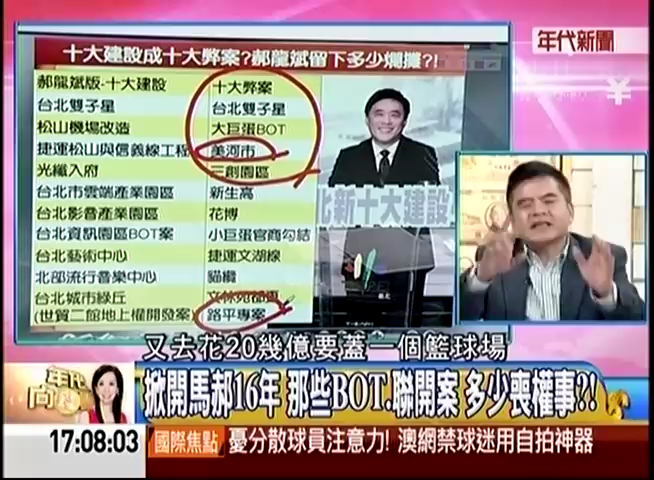 年代新聞
十大建設成十大弊案?郝龍斌留下多少爛攤?!
郝龍斌版-十大建設 十大弊案
台北雙子星 台北雙子星
松山機場改造 大巨蛋BOT
捷運松山與信義線工程 美河市
光纖入府 三創園區
台北市雲端產業園區 新生高
台北影音產業園區 花博
台北資訊園區BOT案 小巨蛋官商勾結
台北藝術中心 捷運文湖線
北部流行音樂中心 貓纜
台北城市綠丘 文林苑都更
(世貿二館地上權開發案) 路平專案
北新十大建設
又去花20幾億要蓋一個籃球場
年代向錢
掀開馬郝16年 那些BOT.聯開案 多少喪權事?!
17:08:03 國際焦點 憂分散球員注意力! 澳網禁球迷用自拍神器